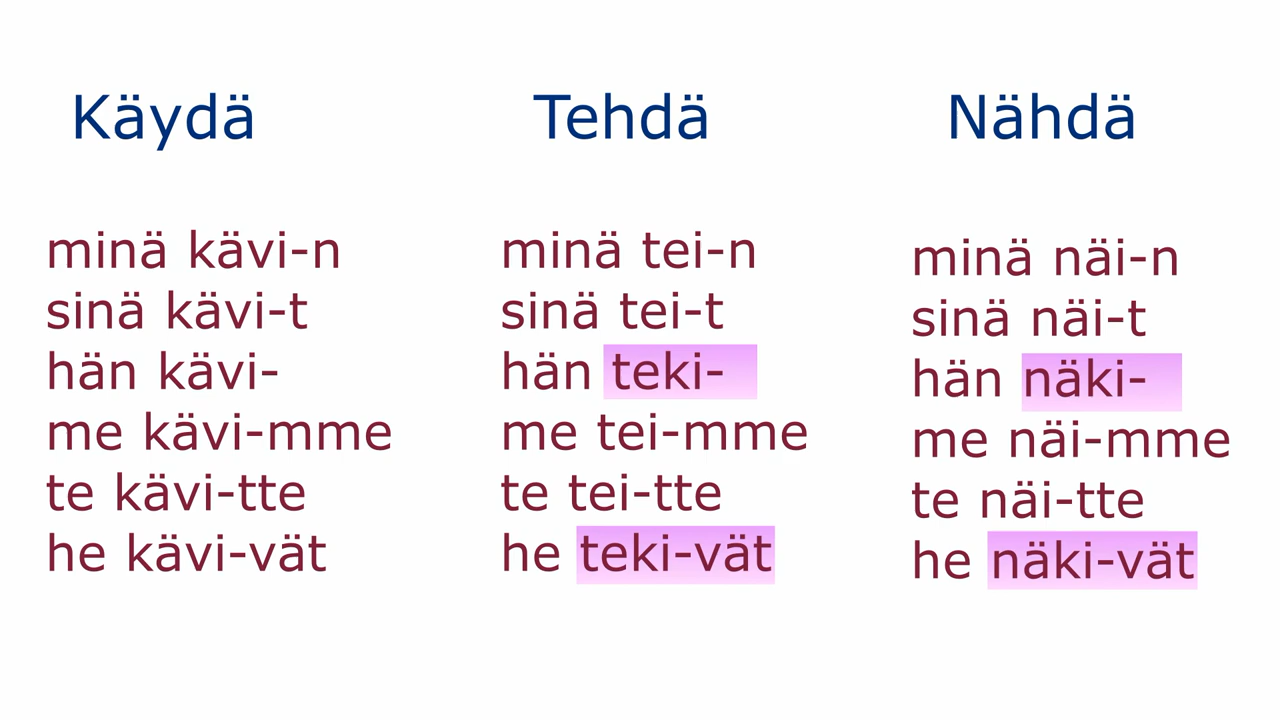 Käydä
minä kävi-n
sinä kävi-t
hän kävi-
me kävi-mme
te kävi-tte
he kävi-vät
Tehdä
minä tei-n
sinä tei-t
hän teki-
me tei-mme
te tei-tte
he teki-vät
Nähdä
minä näi-n
sinä näi-t
hän näki-
me näi-mme
te näi-tte
he näki-vät